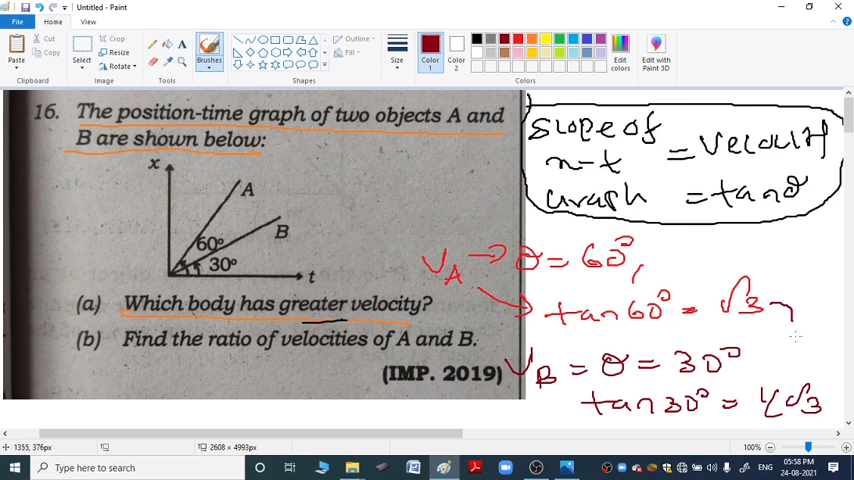 Untitled - Paint
File
Home
View
Paste
Cut
Copy
Clipboard
Select
Crop
Resize
Rotate
Image
A
Tools
Brushes
Outline
Fill
Shapes
Size
Color 1
Color 2
Edit colors
Edit with Paint 3D
Colors
16. The position-time graph of two objects A and
B are shown below:
x
A
B
60°
30°
t
(a) Which body has greater velocity?
(b) Find the ratio of velocities of A and B.
(IMP. 2019)
slope of
x-t = velocity
graph = tanθ
VA → θ = 60°,
tan60° = √3
VB = θ = 30°
tan30° = 1/√3
1355, 376px
2608 × 4993px
100%
Type here to search
ENG
05:58 PM
24-08-2021